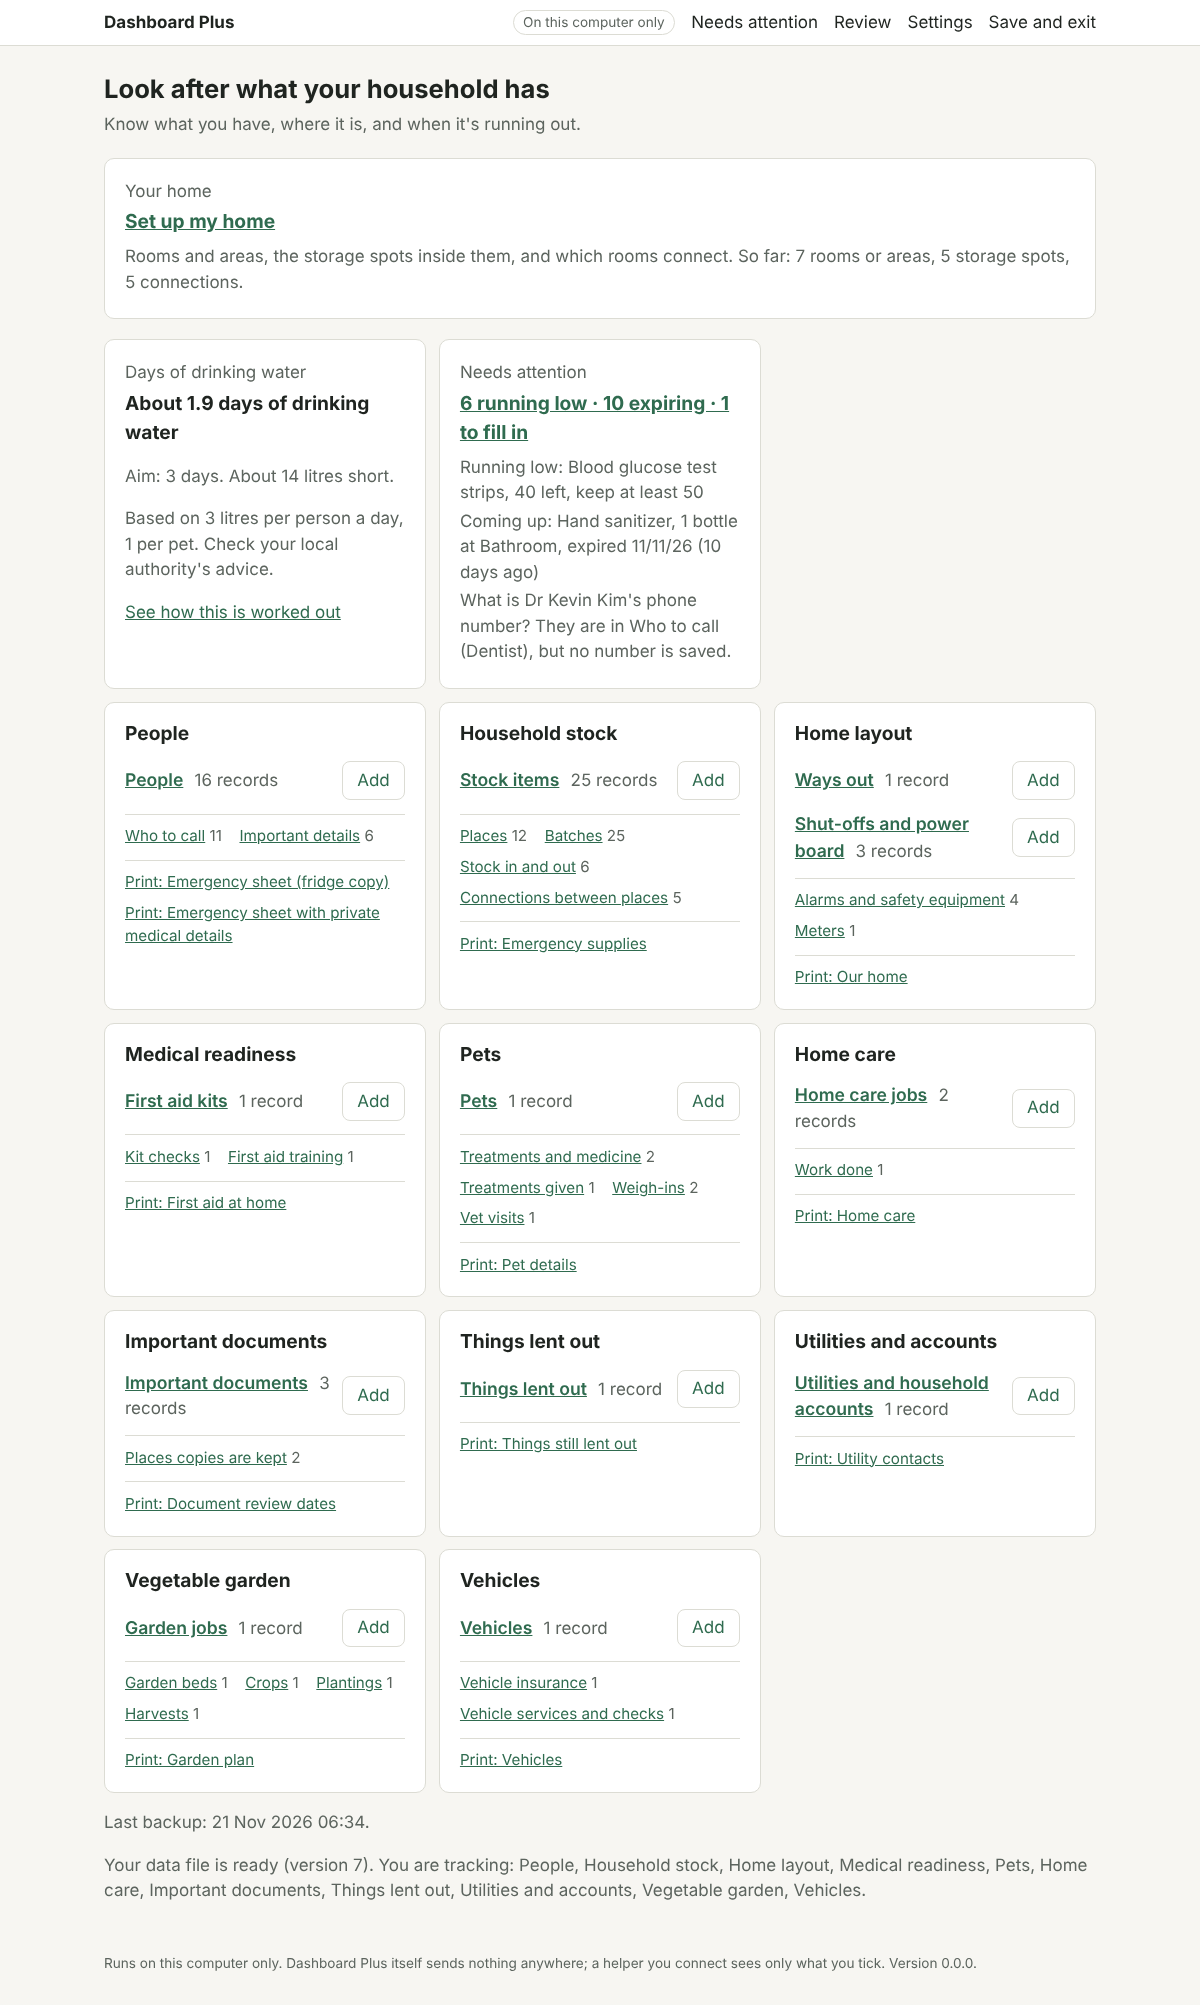 Dashboard Plus
On this computer only
Needs attention
Review
Settings
Save and exit
Look after what your household has
Know what you have, where it is, and when it's running out.
Your home
Set up my home
Rooms and areas, the storage spots inside them, and which rooms connect. So far: 7 rooms or areas, 5 storage spots,
5 connections.
Days of drinking water
About 1.9 days of drinking
water
Aim: 3 days. About 14 litres short.
Based on 3 litres per person a day,
1 per pet. Check your local
authority's advice.
See how this is worked out
Needs attention
6 running low · 10 expiring · 1
to fill in
Running low: Blood glucose test
strips, 40 left, keep at least 50
Coming up: Hand sanitizer, 1 bottle
at Bathroom, expired 11/11/26 (10
days ago)
What is Dr Kevin Kim's phone
number? They are in Who to call
(Dentist), but no number is saved.
People
People 16 records Add
Who to call 11 Important details 6
Print: Emergency sheet (fridge copy)
Print: Emergency sheet with private
medical details
Household stock
Stock items 25 records Add
Places 12 Batches 25
Stock in and out 6
Connections between places 5
Print: Emergency supplies
Home layout
Ways out 1 record Add
Shut-offs and power
board 3 records Add
Alarms and safety equipment 4
Meters 1
Print: Our home
Medical readiness
First aid kits 1 record Add
Kit checks 1 First aid training 1
Print: First aid at home
Pets
Pets 1 record Add
Treatments and medicine 2
Treatments given 1 Weigh-ins 2
Vet visits 1
Print: Pet details
Home care
Home care jobs 2
records Add
Work done 1
Print: Home care
Important documents
Important documents 3
records Add
Places copies are kept 2
Print: Document review dates
Things lent out
Things lent out 1 record Add
Print: Things still lent out
Utilities and accounts
Utilities and household
accounts 1 record Add
Print: Utility contacts
Vegetable garden
Garden jobs 1 record Add
Garden beds 1 Crops 1 Plantings 1
Harvests 1
Print: Garden plan
Vehicles
Vehicles 1 record Add
Vehicle insurance 1
Vehicle services and checks 1
Print: Vehicles
Last backup: 21 Nov 2026 06:34.
Your data file is ready (version 7). You are tracking: People, Household stock, Home layout, Medical readiness, Pets, Home
care, Important documents, Things lent out, Utilities and accounts, Vegetable garden, Vehicles.
Runs on this computer only. Dashboard Plus itself sends nothing anywhere; a helper you connect sees only what you tick. Version 0.0.0.